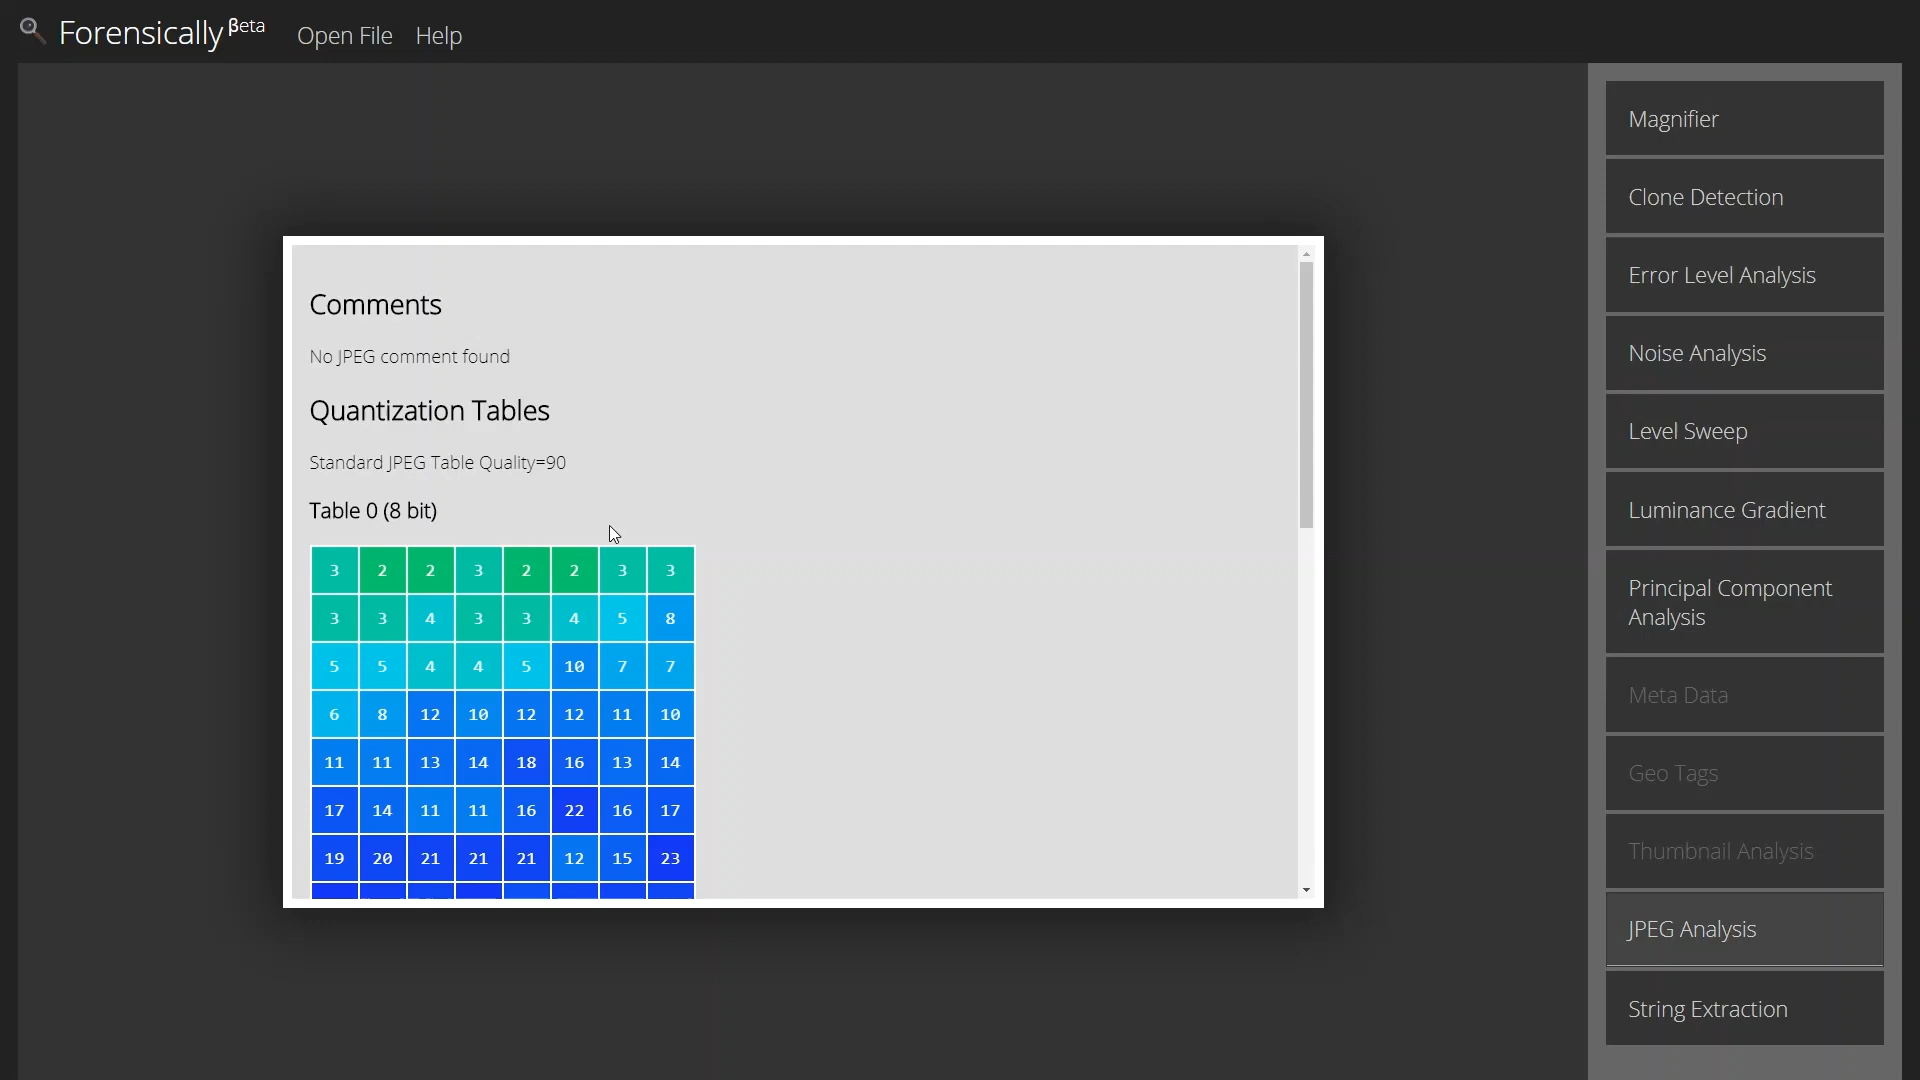 Forensically βeta Open File Help
Comments
No JPEG comment found
Quantization Tables
Standard JPEG Table Quality=90
Table 0 (8 bit)
3 2 2 3 2 2 3 3
3 3 4 3 3 4 5 8
5 5 4 4 5 10 7 7
6 8 12 10 12 12 11 10
11 11 13 14 18 16 13 14
17 14 11 11 16 22 16 17
19 20 21 21 21 12 15 23
Magnifier
Clone Detection
Error Level Analysis
Noise Analysis
Level Sweep
Luminance Gradient
Principal Component
Analysis
Meta Data
Geo Tags
Thumbnail Analysis
JPEG Analysis
String Extraction